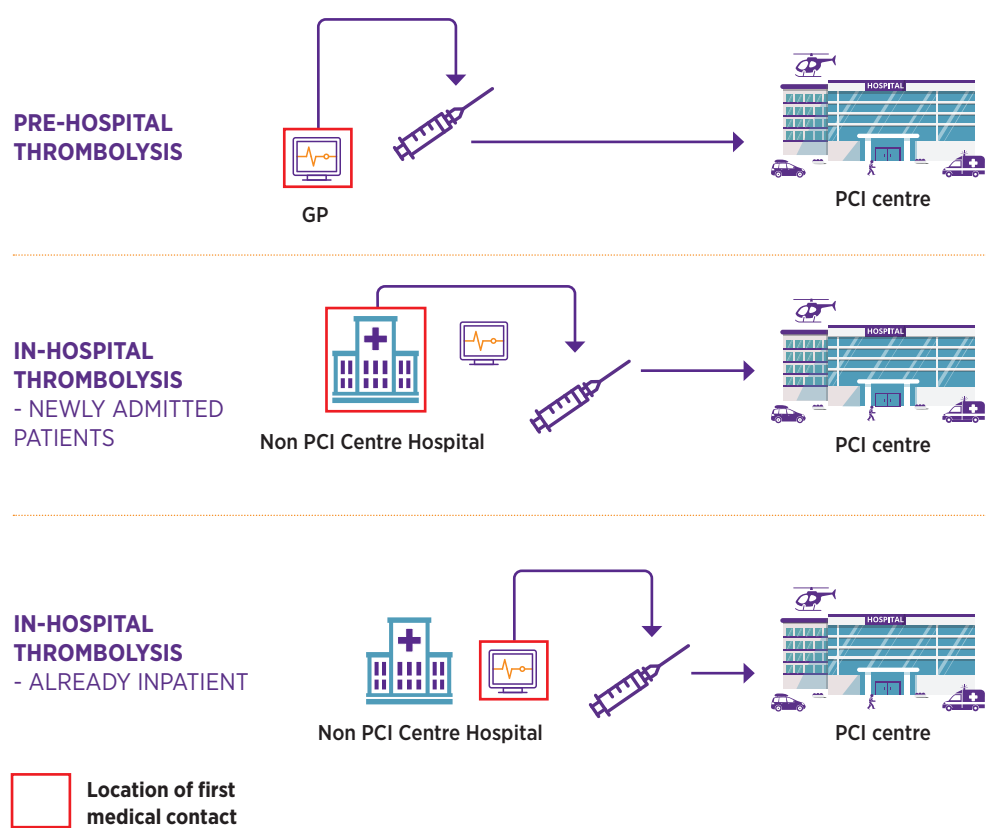 HOSPITAL
PRE-HOSPITAL
THROMBOLYSIS
GP
PCI centre
HOSPITAL
IN-HOSPITAL
THROMBOLYSIS
- NEWLY ADMITTED
PATIENTS
Non PCI Centre Hospital
PCI centre
HOSPITAL
IN-HOSPITAL
THROMBOLYSIS
- ALREADY INPATIENT
Non PCI Centre Hospital
PCI centre
Location of first
medical contact